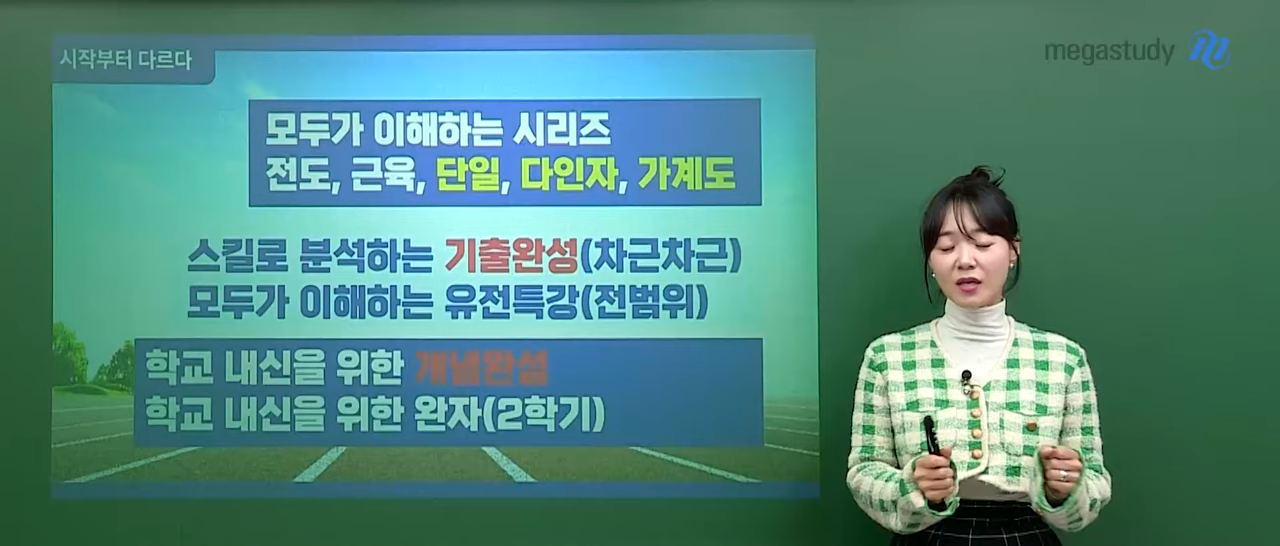 시작부터 다르다
megastudy
모두가 이해하는 시리즈
전도, 근육, 단일, 다인자, 가계도
스킬로 분석하는 기출완성(차근차근)
모두가 이해하는 유전특강(전범위)
학교 내신을 위한 개념완성
학교 내신을 위한 완자(2학기)